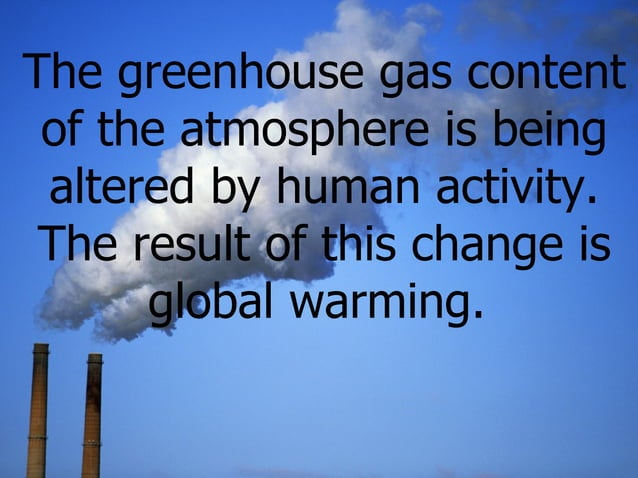 The greenhouse gas content
of the atmosphere is being
altered by human activity.
The result of this change is
global warming.